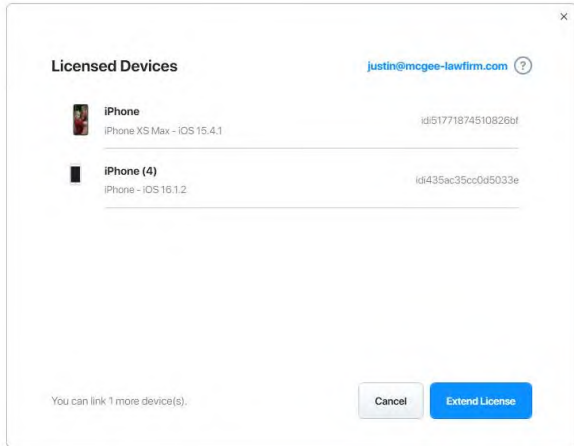 Licensed Devices
justin@mcgee-lawfirm.com ?
iPhone
iPhone XS Max - iOS 15.4.1
idi51771874510826bf
iPhone (4)
iPhone - iOS 16.1.2
idi435ac35cc0d5033e
You can link 1 more device(s).
Cancel
Extend License